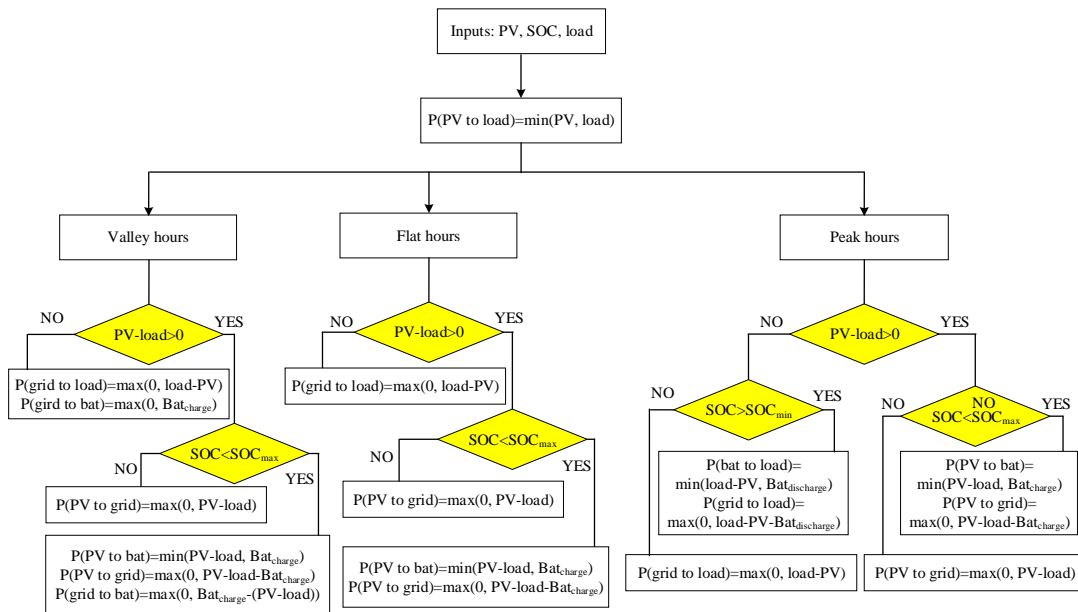 Inputs: PV, SOC, load
P(PV to load)=min(PV, load)
Valley hours
Flat hours
Peak hours
NO
PV-load>0
YES
NO
PV-load>0
YES
NO
PV-load>0
YES
P(grid to load)=max(0, load-PV)
P(gird to bat)=max(0, Batcharge)
P(grid to load)=max(0, load-PV)
NO
SOC>SOCmin
YES
NO
NO
SOC<SOCmax
YES
NO
SOC<SOCmax
YES
NO
SOC<SOCmax
YES
P(PV to grid)=max(0, PV-load)
P(PV to grid)=max(0, PV-load)
P(bat to load)=
min(load-PV, Batdischarge)
P(grid to load)=
max(0, load-PV-Batdischarge)
P(PV to bat)=
min(PV-load, Batcharge)
P(PV to grid)=
max(0, PV-load-Batcharge)
P(PV to bat)=min(PV-load, Batcharge)
P(PV to grid)=max(0, PV-load-Batcharge)
P(grid to bat)=max(0, Batcharge-(PV-load))
P(PV to bat)=min(PV-load, Batcharge)
P(PV to grid)=max(0, PV-load-Batcharge)
P(grid to load)=max(0, load-PV)
P(PV to grid)=max(0, PV-load)